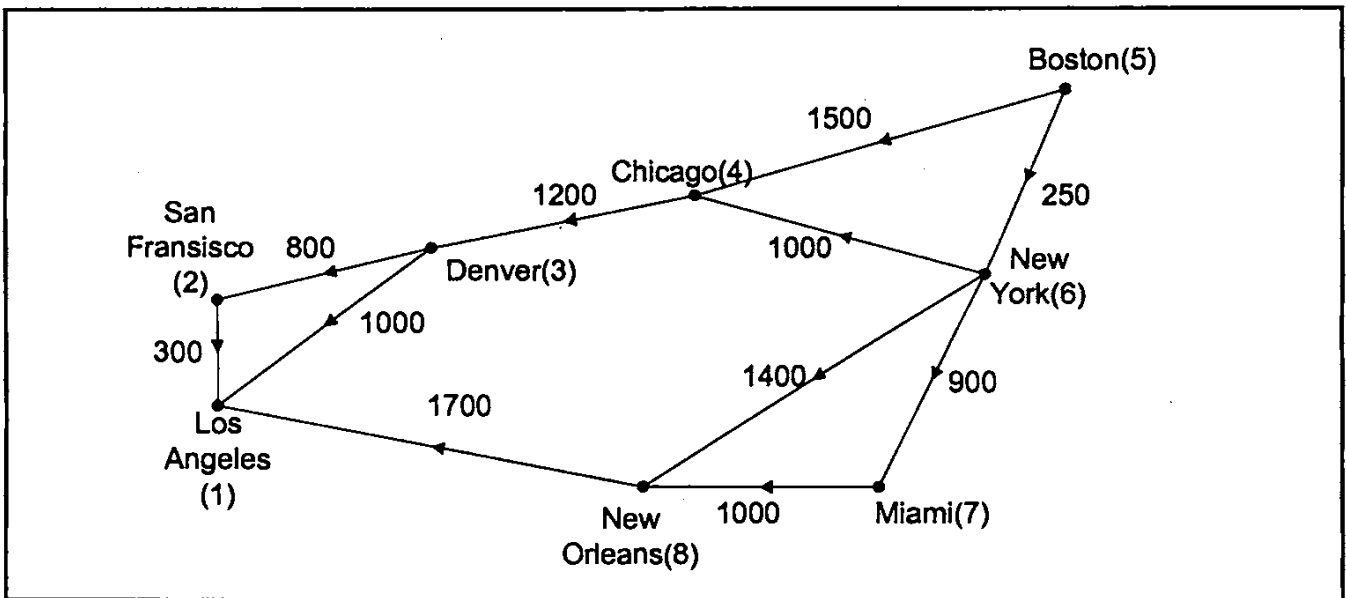 Boston(5)
1500
Chicago(4)
1200
250
San
Fransisco
(2)
800
1000
New
York(6)
Denver(3)
1000
300
1400
900
1700
Los
Angeles
(1)
New
Orleans(8)
1000
Miami(7)